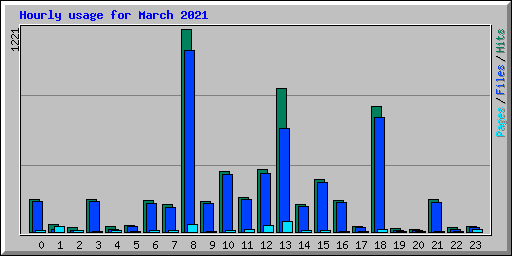 Hourly usage for March 2021
1221
Pages/Files/Hits
0 1 2 3 4 5 6 7 8 9 10 11 12 13 14 15 16 17 18 19 20 21 22 23